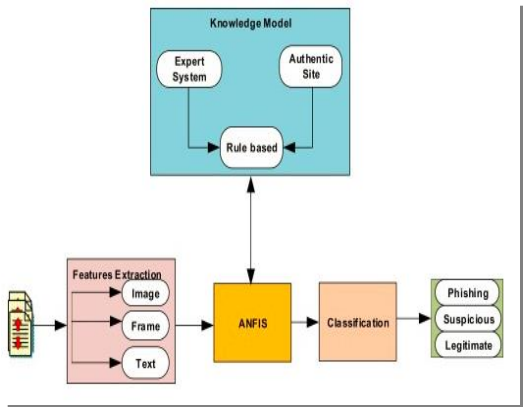 Knowledge Model
Expert
System
Authentic
Site
Rule based
Features Extraction
Image
Frame
Text
ANFIS
Classification
Phishing
Suspicious
Legitimate